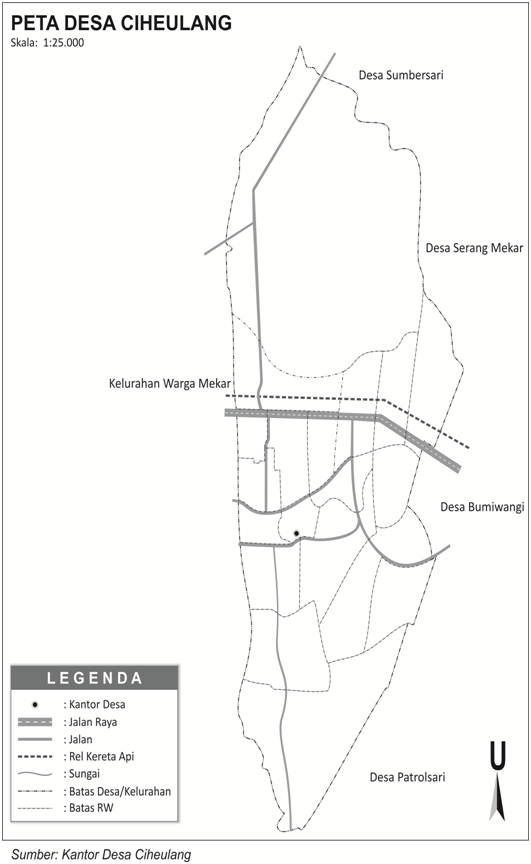 PETA DESA CIHEULANG
Skala: 1:25.000
Desa Sumbersari
Desa Serang Mekar
Kelurahan Warga Mekar
Desa Bumiwangi
LEGENDA
: Kantor Desa
: Jalan Raya
: Jalan
: Rel Kereta Api
: Sungai
: Batas Desa/Kelurahan
: Batas RW
U
Desa Patrolsari
Sumber: Kantor Desa Ciheulang